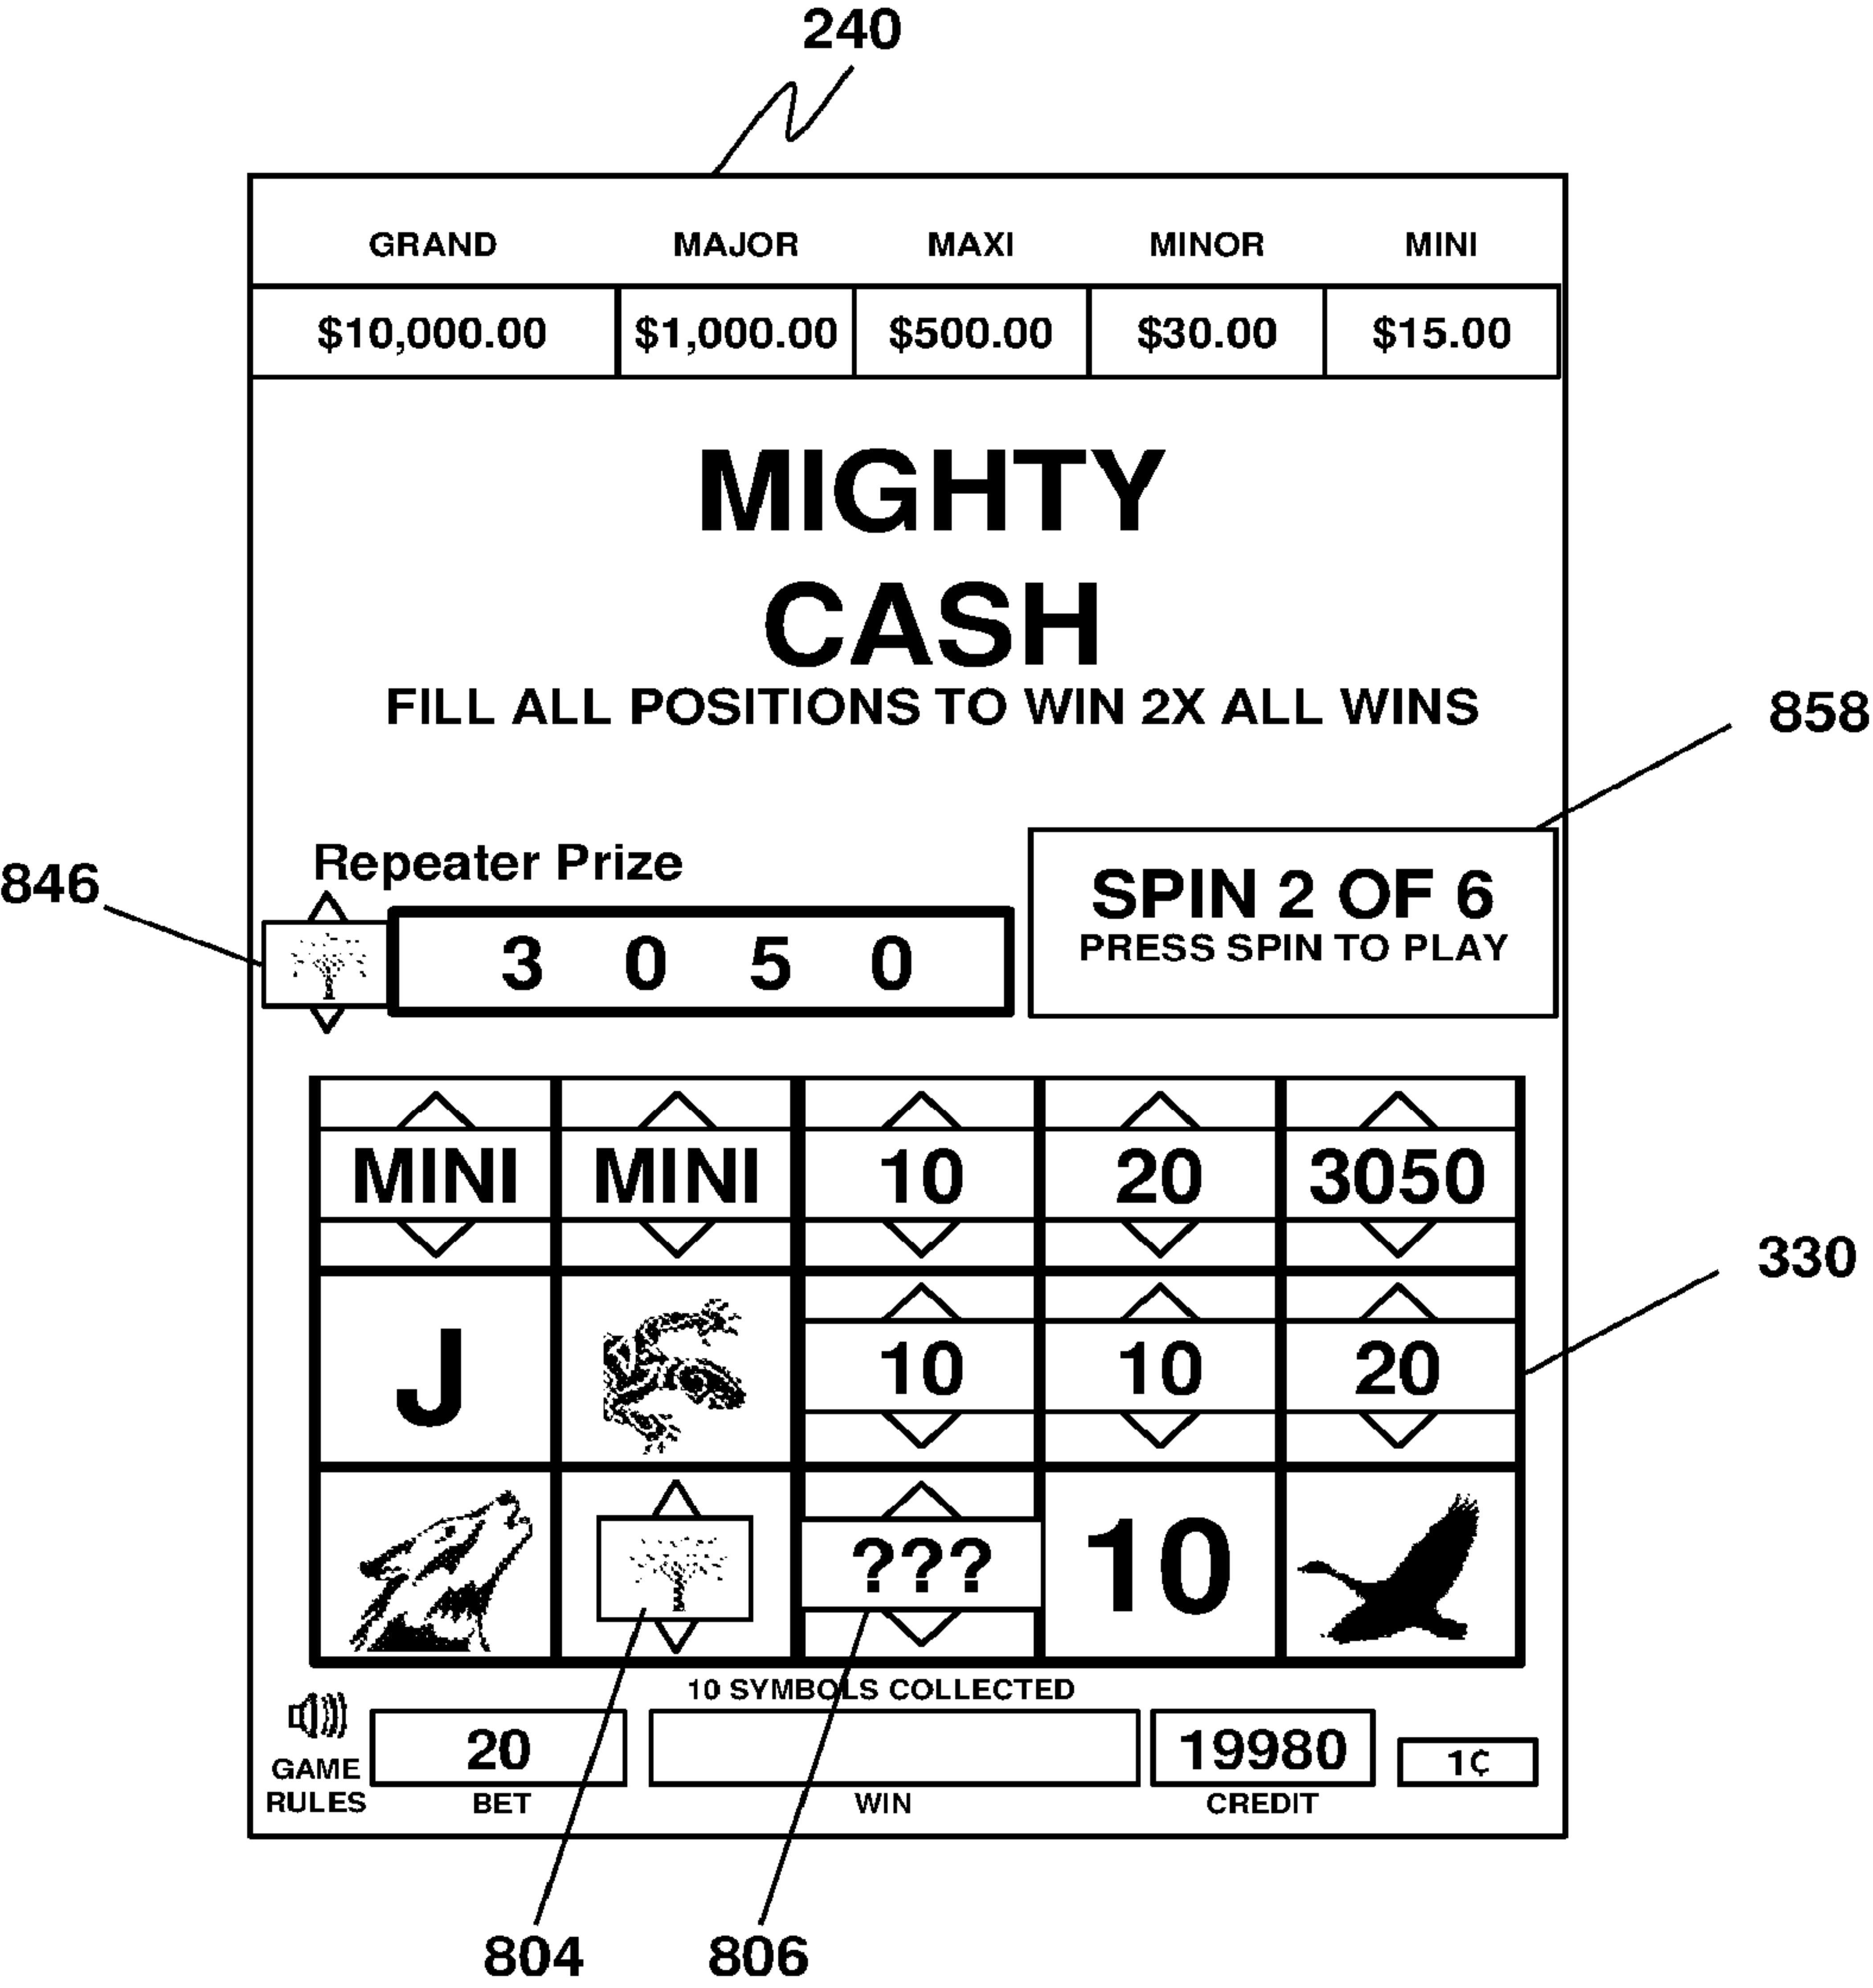 240
GRAND MAJOR MAXI MINOR MINI
$10,000.00 $1,000.00 $500.00 $30.00 $15.00
MIGHTY
CASH
FILL ALL POSITIONS TO WIN 2X ALL WINS
858
Repeater Prize
846
3 0 5 0
SPIN 2 OF 6
PRESS SPIN TO PLAY
MINI MINI 10 20 3050
330
J 10 10 20
??? 10
10 SYMBOLS COLLECTED
GAME
RULES
20
BET
WIN
19980
CREDIT
1¢
804 806